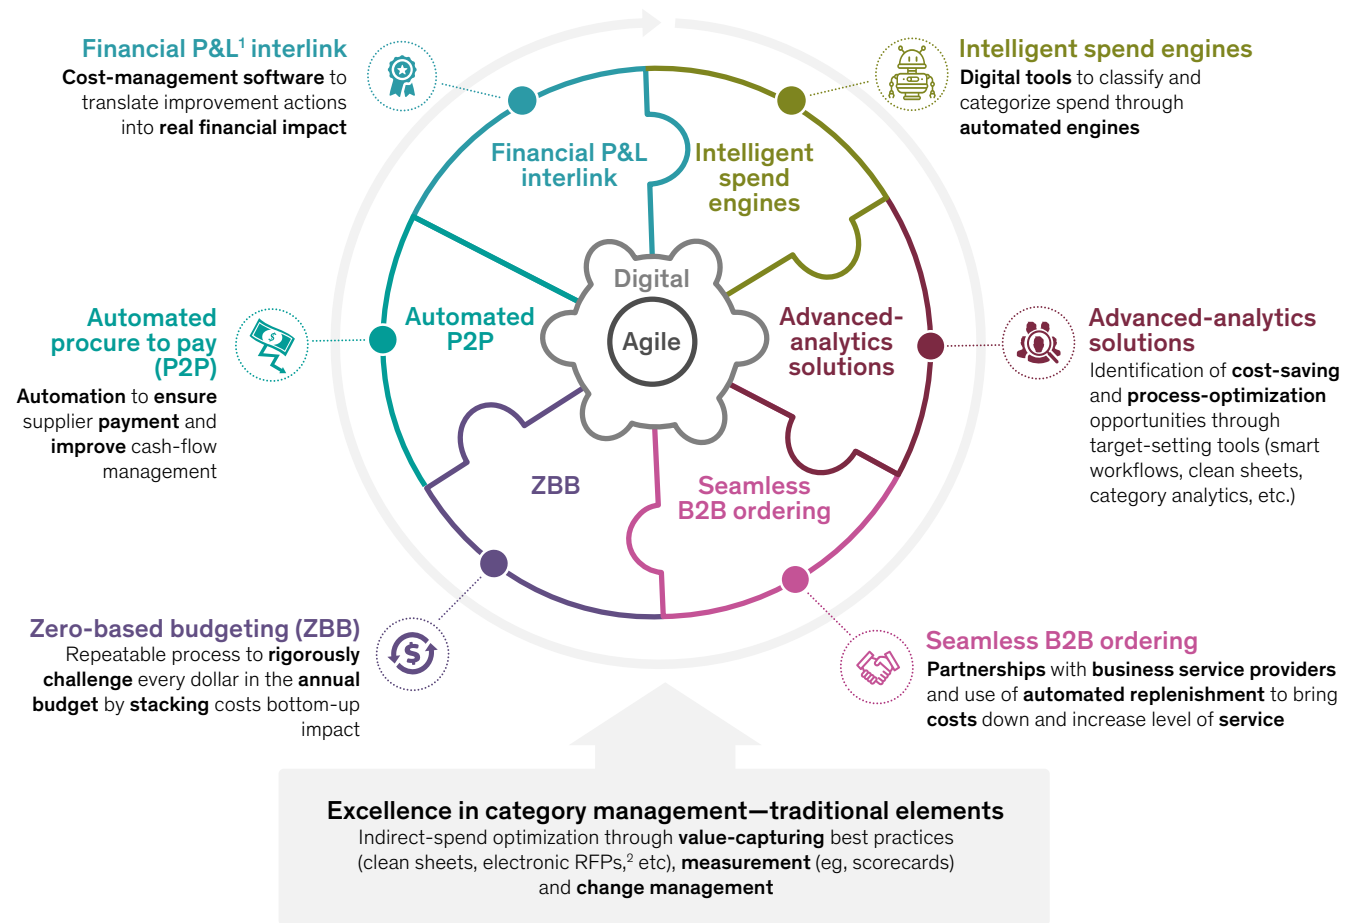 Financial P&L¹ interlink
Cost-management software to
translate improvement actions
into real financial impact
Intelligent spend engines
Digital tools to classify and
categorize spend through
automated engines
Financial P&L
interlink
Intelligent
spend
engines
Digital
Agile
Automated
P2P
Advanced-
analytics
solutions
ZBB
Seamless
B2B ordering
Automated
procure to pay
(P2P)
Automation to ensure
supplier payment and
improve cash-flow
management
$
Advanced-analytics
solutions
Identification of cost-saving
and process-optimization
opportunities through
target-setting tools (smart
workflows, clean sheets,
category analytics, etc.)
Zero-based budgeting (ZBB)
Repeatable process to rigorously
challenge every dollar in the annual
budget by stacking costs bottom-up
impact
$
Seamless B2B ordering
Partnerships with business service providers
and use of automated replenishment to bring
costs down and increase level of service
Excellence in category management—traditional elements
Indirect-spend optimization through value-capturing best practices
(clean sheets, electronic RFPs,² etc), measurement (eg, scorecards)
and change management